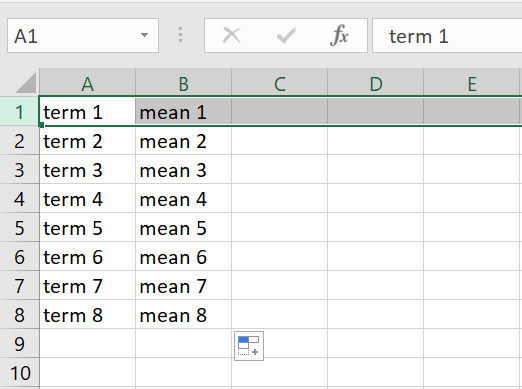 A1 fx term 1
A B C D E
1 term 1 mean 1
2 term 2 mean 2
3 term 3 mean 3
4 term 4 mean 4
5 term 5 mean 5
6 term 6 mean 6
7 term 7 mean 7
8 term 8 mean 8
9
10